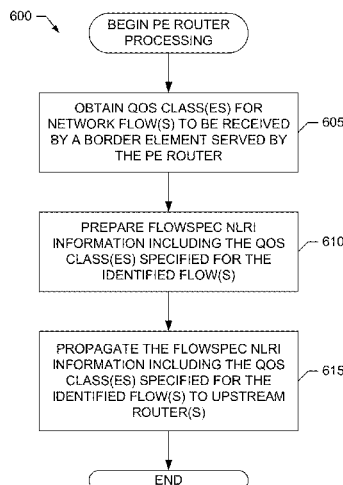 600
BEGIN PE ROUTER
PROCESSING
OBTAIN QOS CLASS(ES) FOR
NETWORK FLOW(S) TO BE RECEIVED
BY A BORDER ELEMENT SERVED BY
THE PE ROUTER
605
PREPARE FLOWSPEC NLRI
INFORMATION INCLUDING THE QOS
CLASS(ES) SPECIFIED FOR THE
IDENTIFIED FLOW(S)
610
PROPAGATE THE FLOWSPEC NLRI
INFORMATION INCLUDING THE QOS
CLASS(ES) SPECIFIED FOR THE
IDENTIFIED FLOW(S) TO UPSTREAM
ROUTER(S)
615
END